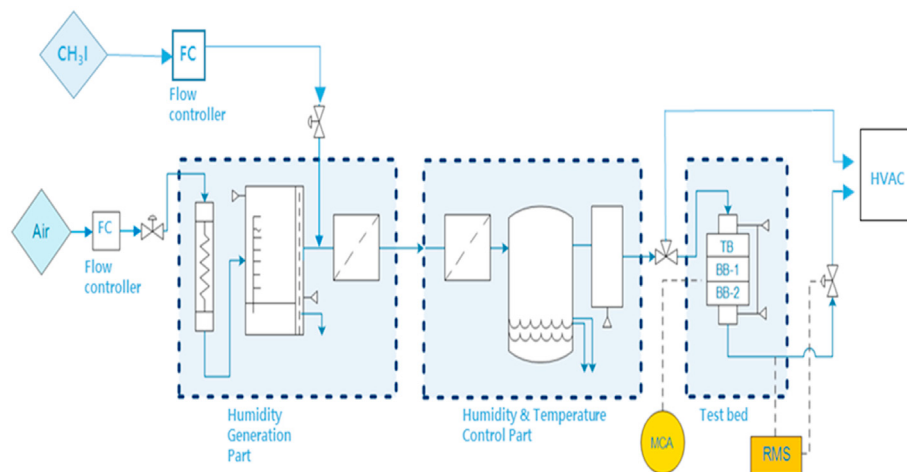 CH₃I
FC
Flow
controller
Air
FC
Flow
controller
HVAC
TB
BB-1
BB-2
Humidity
Generation
Part
Humidity & Temperature
Control Part
Test bed
MCA
RMS